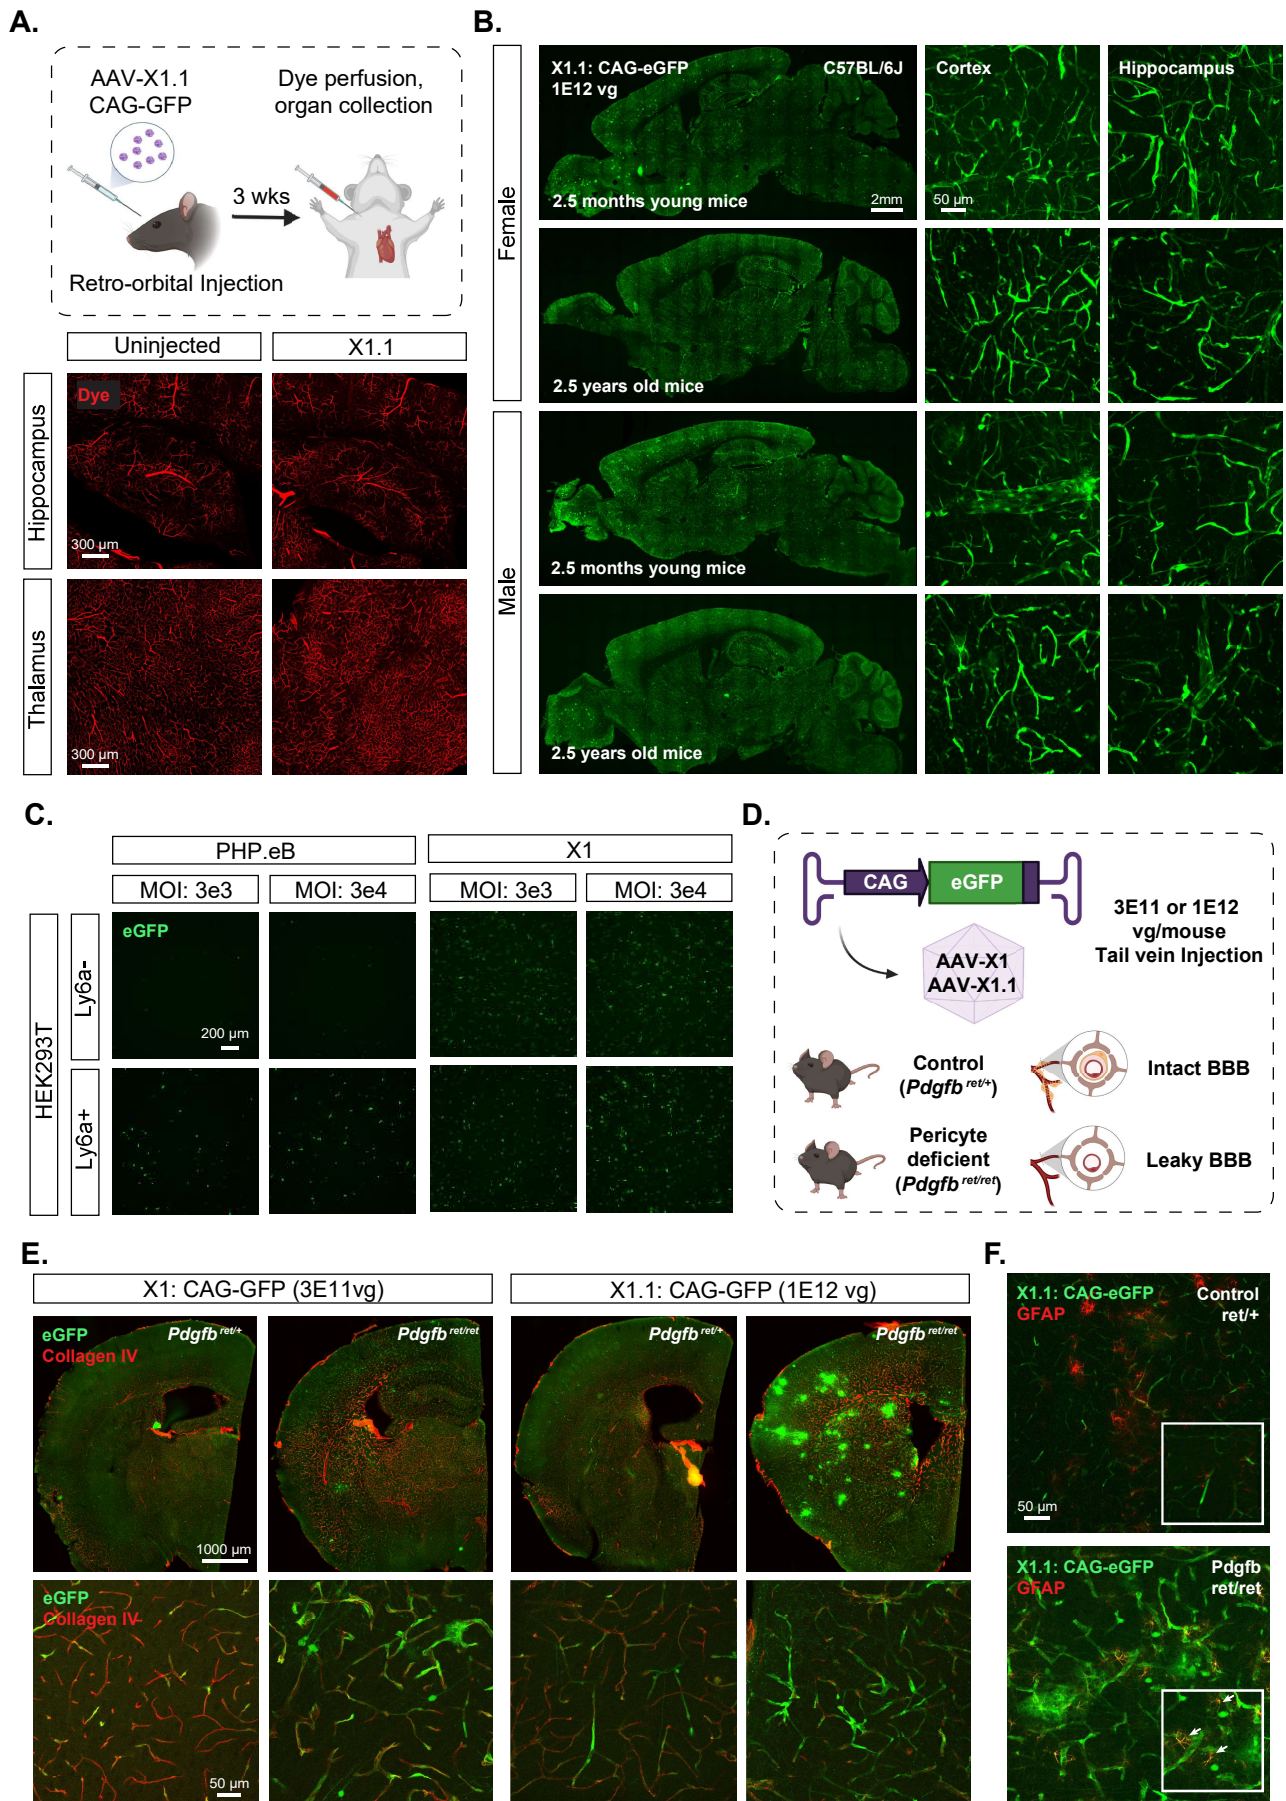 A.
AAV-X1.1
CAG-GFP
Dye perfusion,
organ collection
3 wks
Retro-orbital Injection
Uninjected
X1.1
Hippocampus
Dye
300 µm
Thalamus
300 µm
B.
Female
X1.1: CAG-eGFP
1E12 vg
C57BL/6J
2.5 months young mice
2mm
Cortex
50 µm
Hippocampus
2.5 years old mice
Male
2.5 months young mice
2.5 years old mice
C.
PHP.eB
X1
MOI: 3e3
MOI: 3e4
MOI: 3e3
MOI: 3e4
HEK293T
Ly6a-
eGFP
200 µm
Ly6a+
D.
CAG
eGFP
3E11 or 1E12
vg/mouse
Tail vein Injection
AAV-X1
AAV-X1.1
Control
(Pdgfb ret/+)
Intact BBB
Pericyte
deficient
(Pdgfb ret/ret)
Leaky BBB
E.
X1: CAG-GFP (3E11vg)
X1.1: CAG-GFP (1E12 vg)
eGFP
Collagen IV
Pdgfb ret/+
1000 µm
Pdgfb ret/ret
Pdgfb ret/+
Pdgfb ret/ret
eGFP
Collagen IV
50 µm
F.
X1.1: CAG-eGFP
GFAP
Control
ret/+
50 µm
X1.1: CAG-eGFP
GFAP
Pdgfb
ret/ret